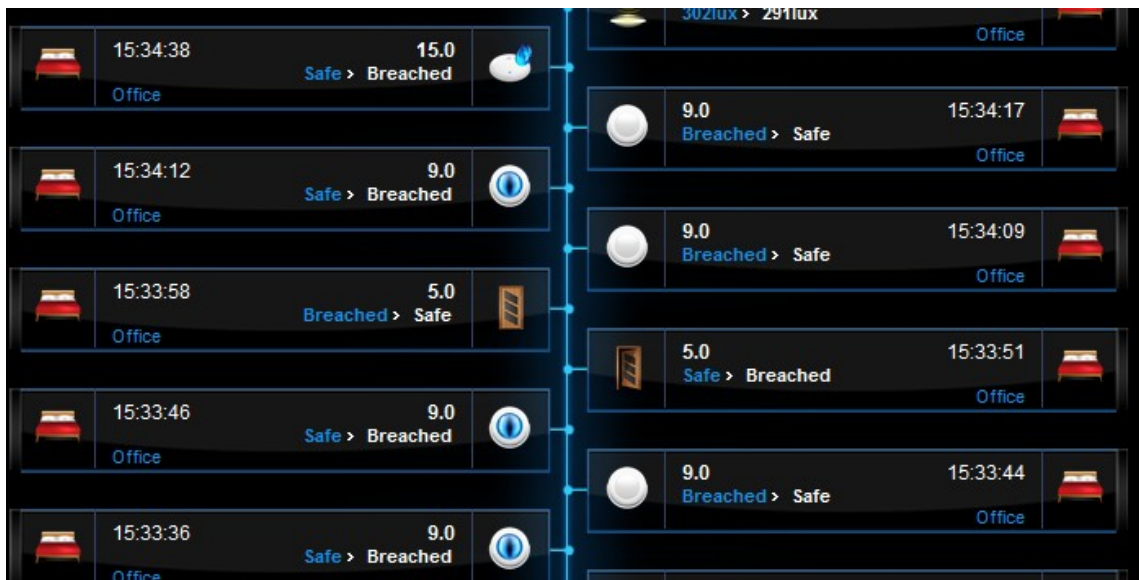 302lux > 291lux
Office
15:34:38 15.0
Safe > Breached
Office
9.0 15:34:17
Breached > Safe
Office
15:34:12 9.0
Safe > Breached
Office
9.0 15:34:09
Breached > Safe
Office
15:33:58 5.0
Breached > Safe
Office
5.0 15:33:51
Safe > Breached
Office
15:33:46 9.0
Safe > Breached
Office
9.0 15:33:44
Breached > Safe
Office
15:33:36 9.0
Safe > Breached
Office